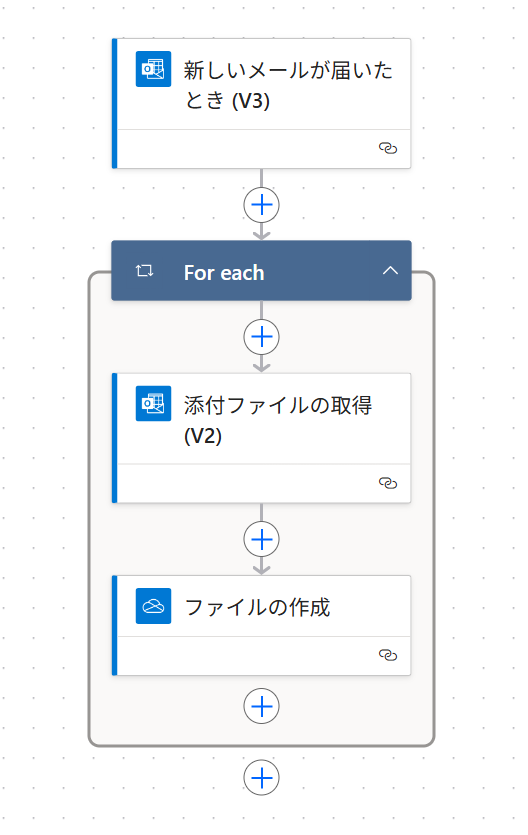 新しいメールが届いた
とき (V3)
For each
添付ファイルの取得
(V2)
ファイルの作成